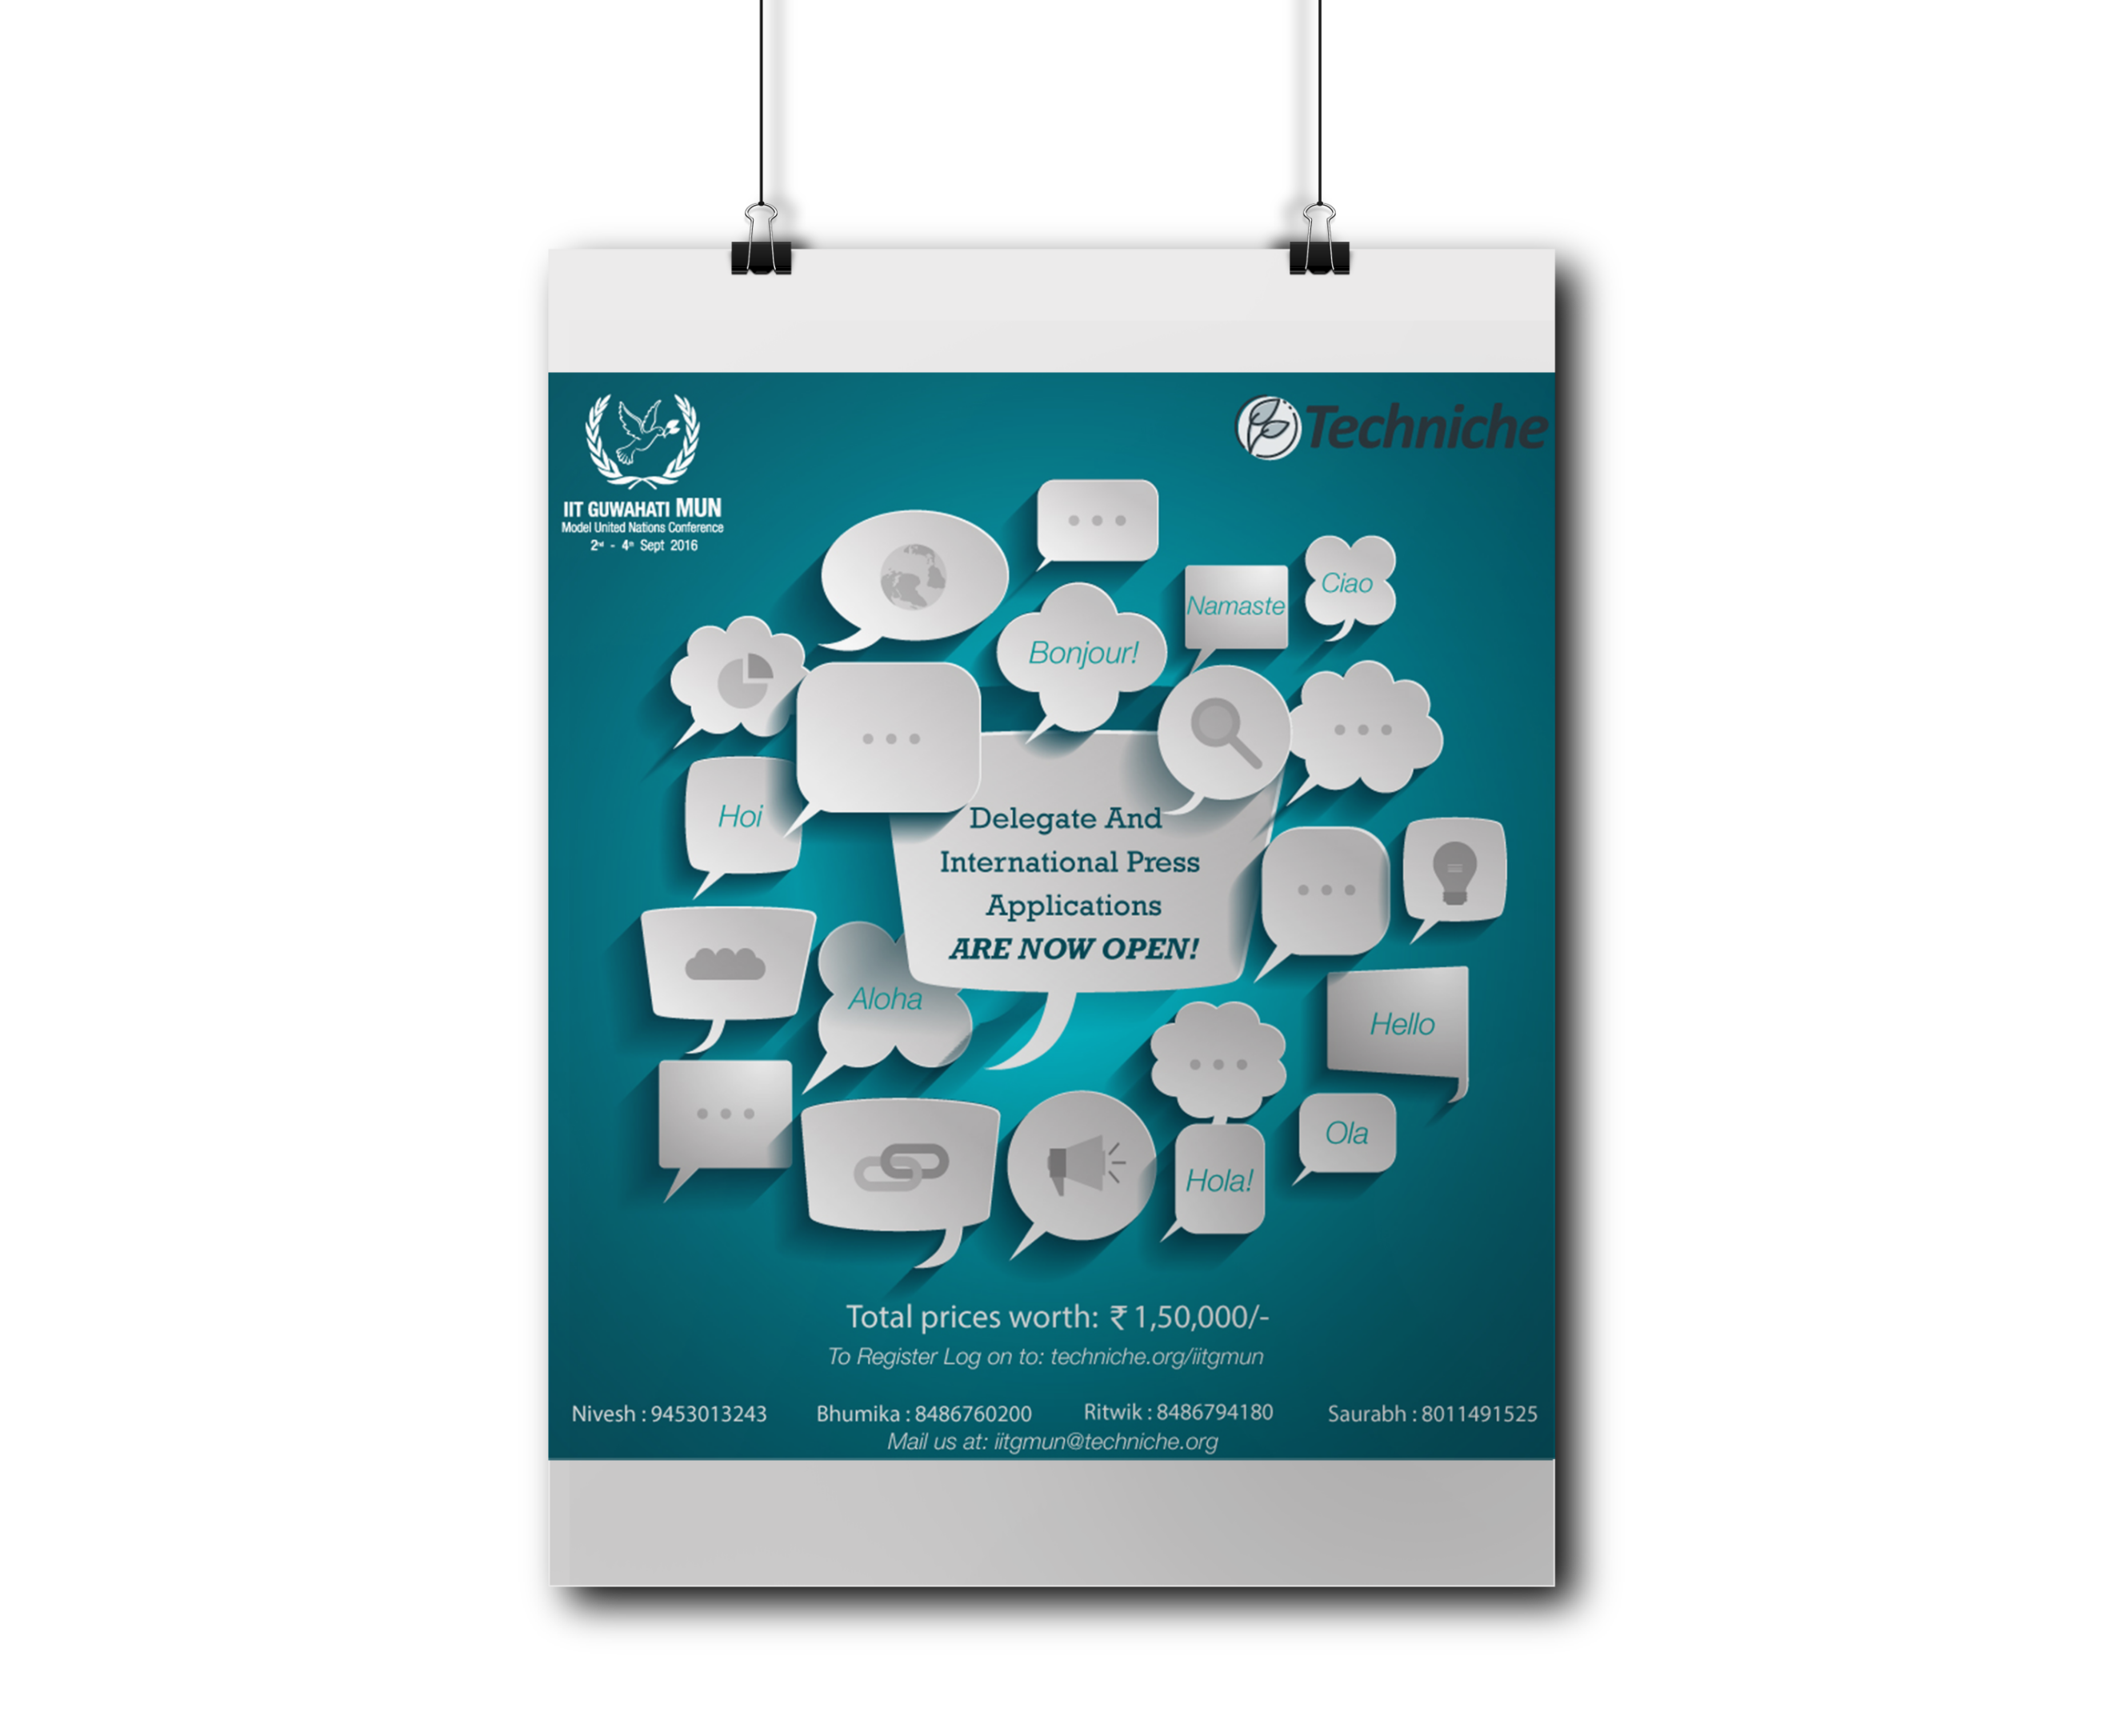 IIT GUWAHATI MUN
Model United Nations Conference
2nd - 4th Sept 2016
Techniche
Ciao
Namaste
Bonjour!
Hoi
Delegate And
International Press
Applications
ARE NOW OPEN!
Aloha
Hello
Ola
Hola!
Total prices worth: ₹ 1,50,000/-
To Register Log on to: techniche.org/iitgmun
Nivesh : 9453013243 Bhumika : 8486760200 Ritwik : 8486794180 Saurabh : 8011491525
Mail us at: iitgmun@techniche.org